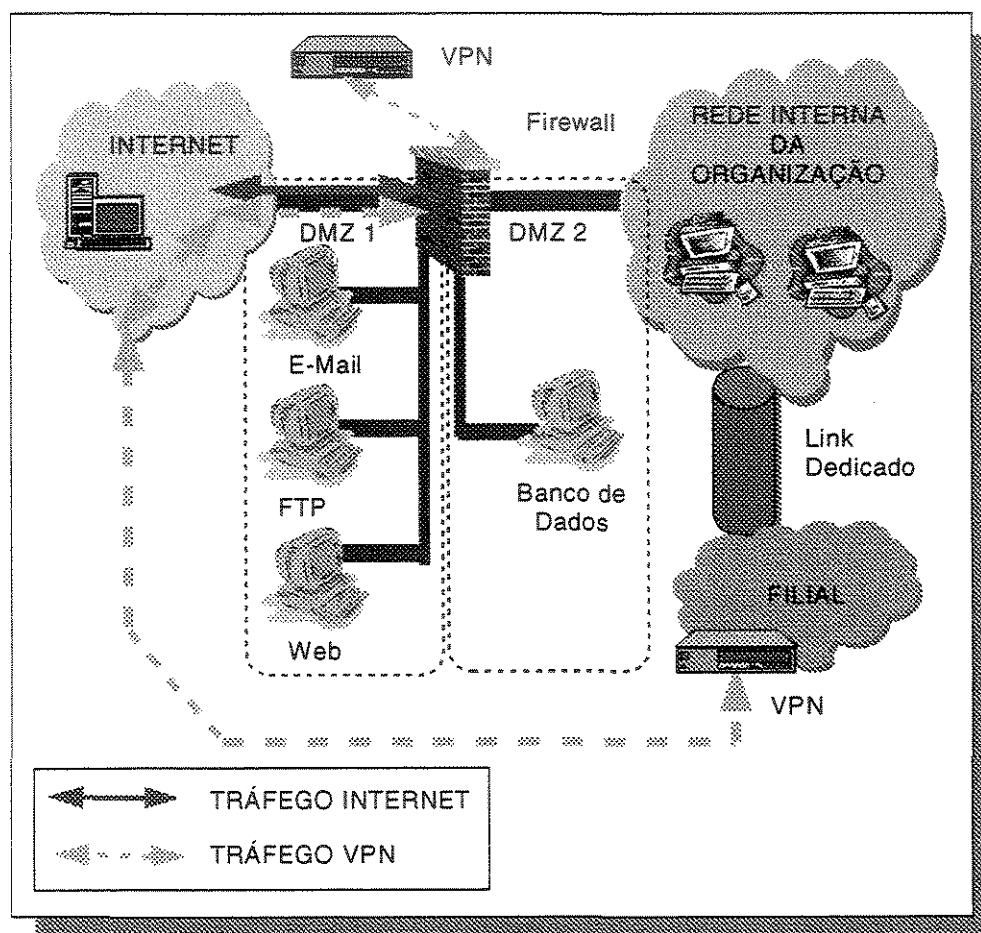 VPN
Firewall
INTERNET
REDE INTERNA
DA
ORGANIZAÇÃO
DMZ 1
DMZ 2
E-Mail
FTP
Web
Banco de
Dados
Link
Dedicado
FILIAL
VPN
TRÁFEGO INTERNET
TRÁFEGO VPN